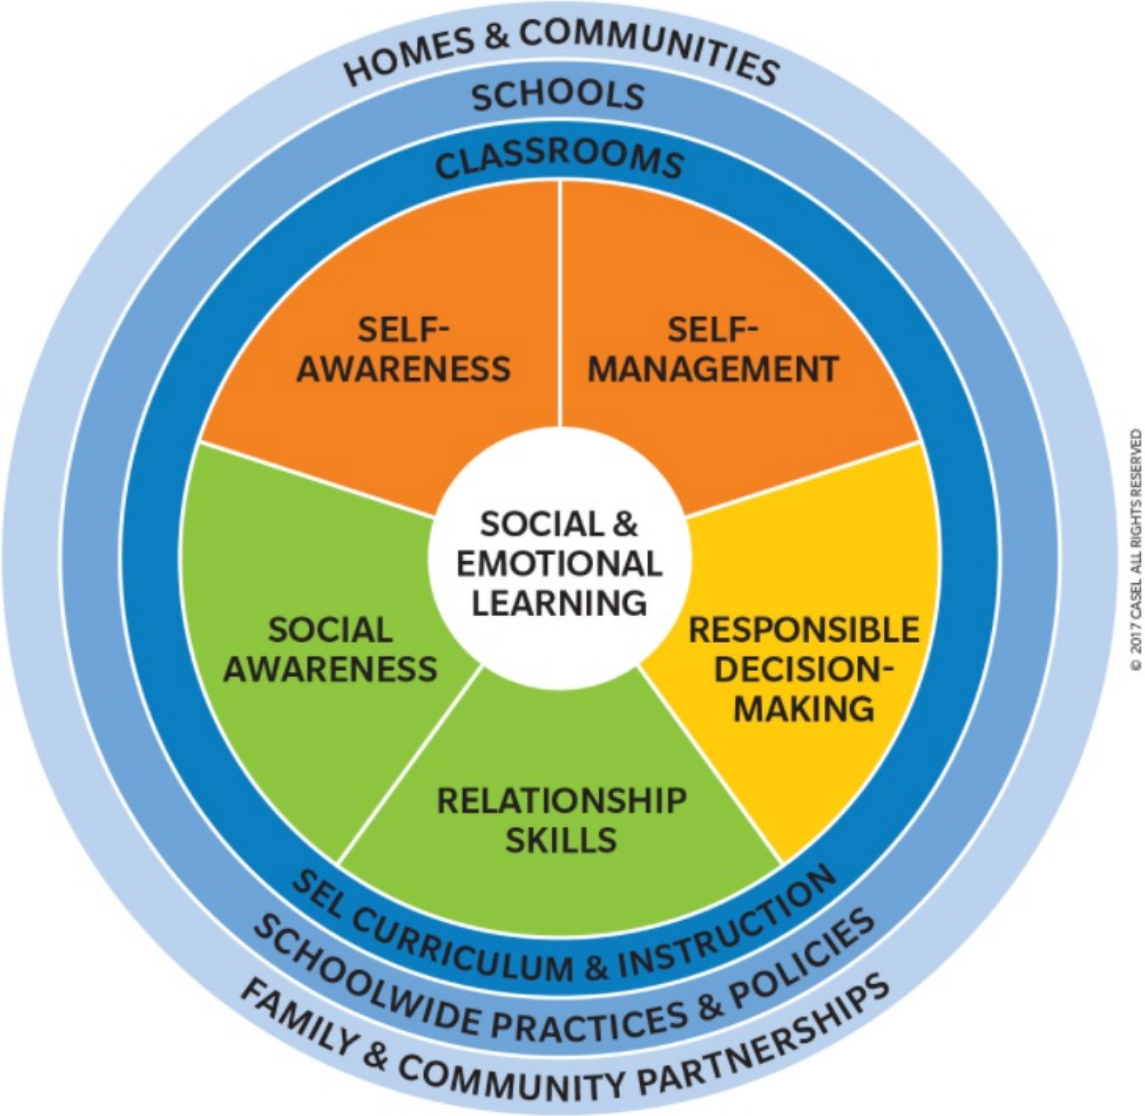 HOMES & COMMUNITIES
SCHOOLS
CLASSROOMS
SELF-
AWARENESS
SELF-
MANAGEMENT
SOCIAL &
EMOTIONAL
LEARNING
SOCIAL
AWARENESS
RESPONSIBLE
DECISION-
MAKING
RELATIONSHIP
SKILLS
SEL CURRICULUM & INSTRUCTION
SCHOOLWIDE PRACTICES & POLICIES
FAMILY & COMMUNITY PARTNERSHIPS
© 2017 CASEL ALL RIGHTS RESERVED